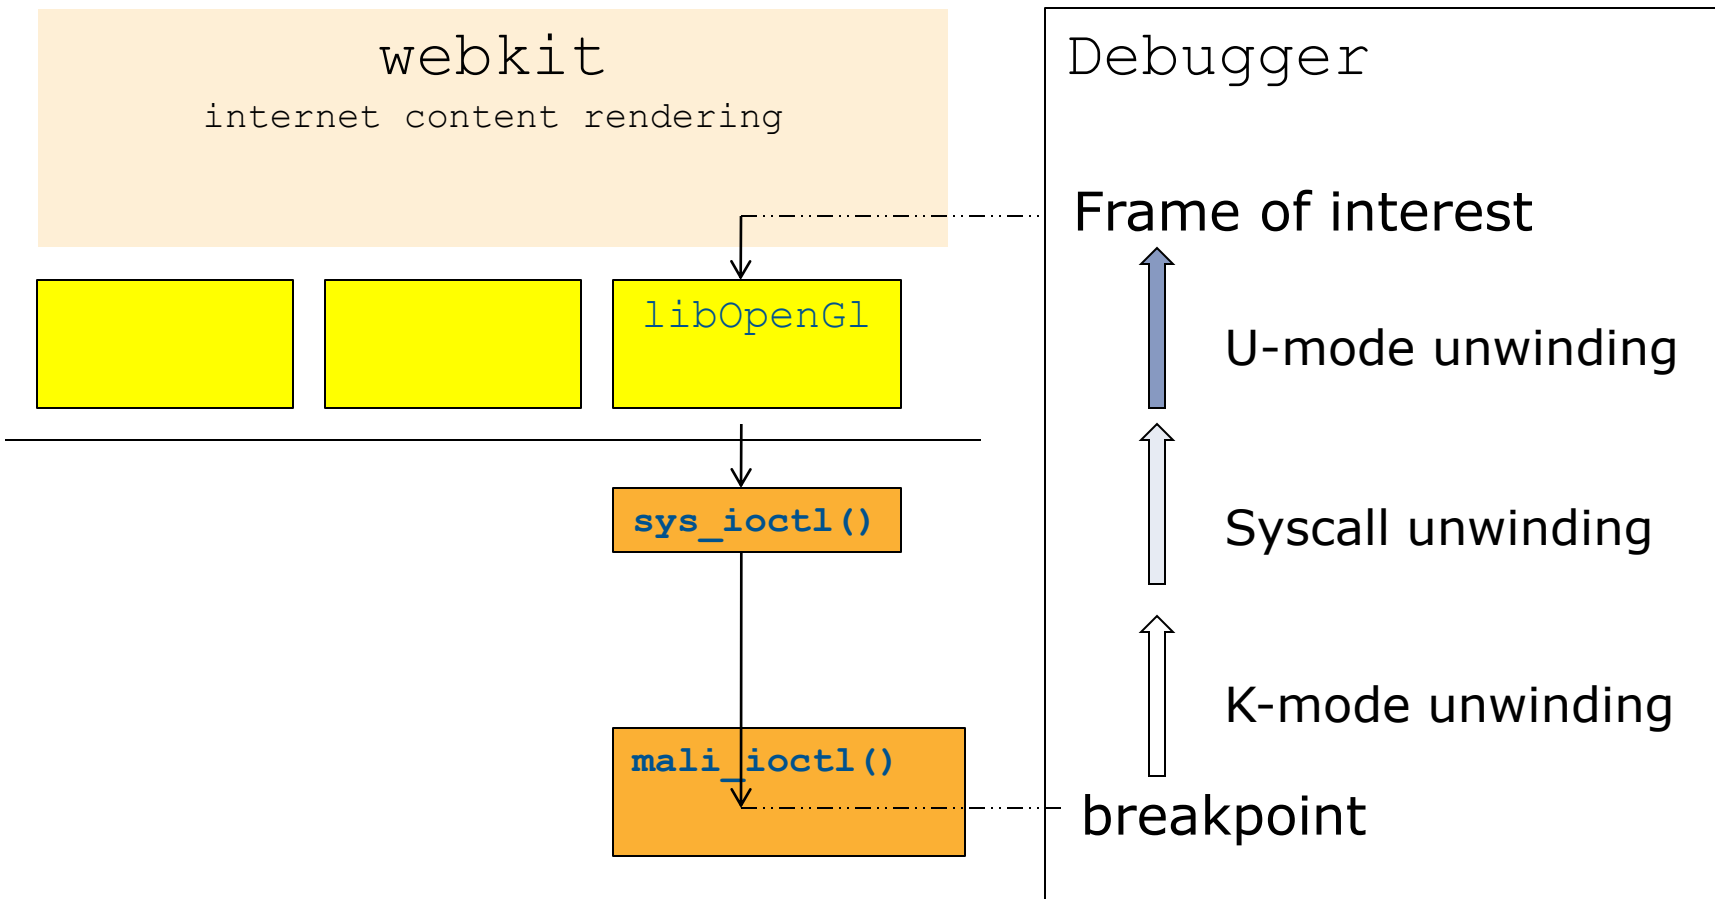 webkit
internet content rendering
libOpenGl
sys_ioctl()
mali_ioctl()
Debugger
Frame of interest
U-mode unwinding
Syscall unwinding
K-mode unwinding
breakpoint